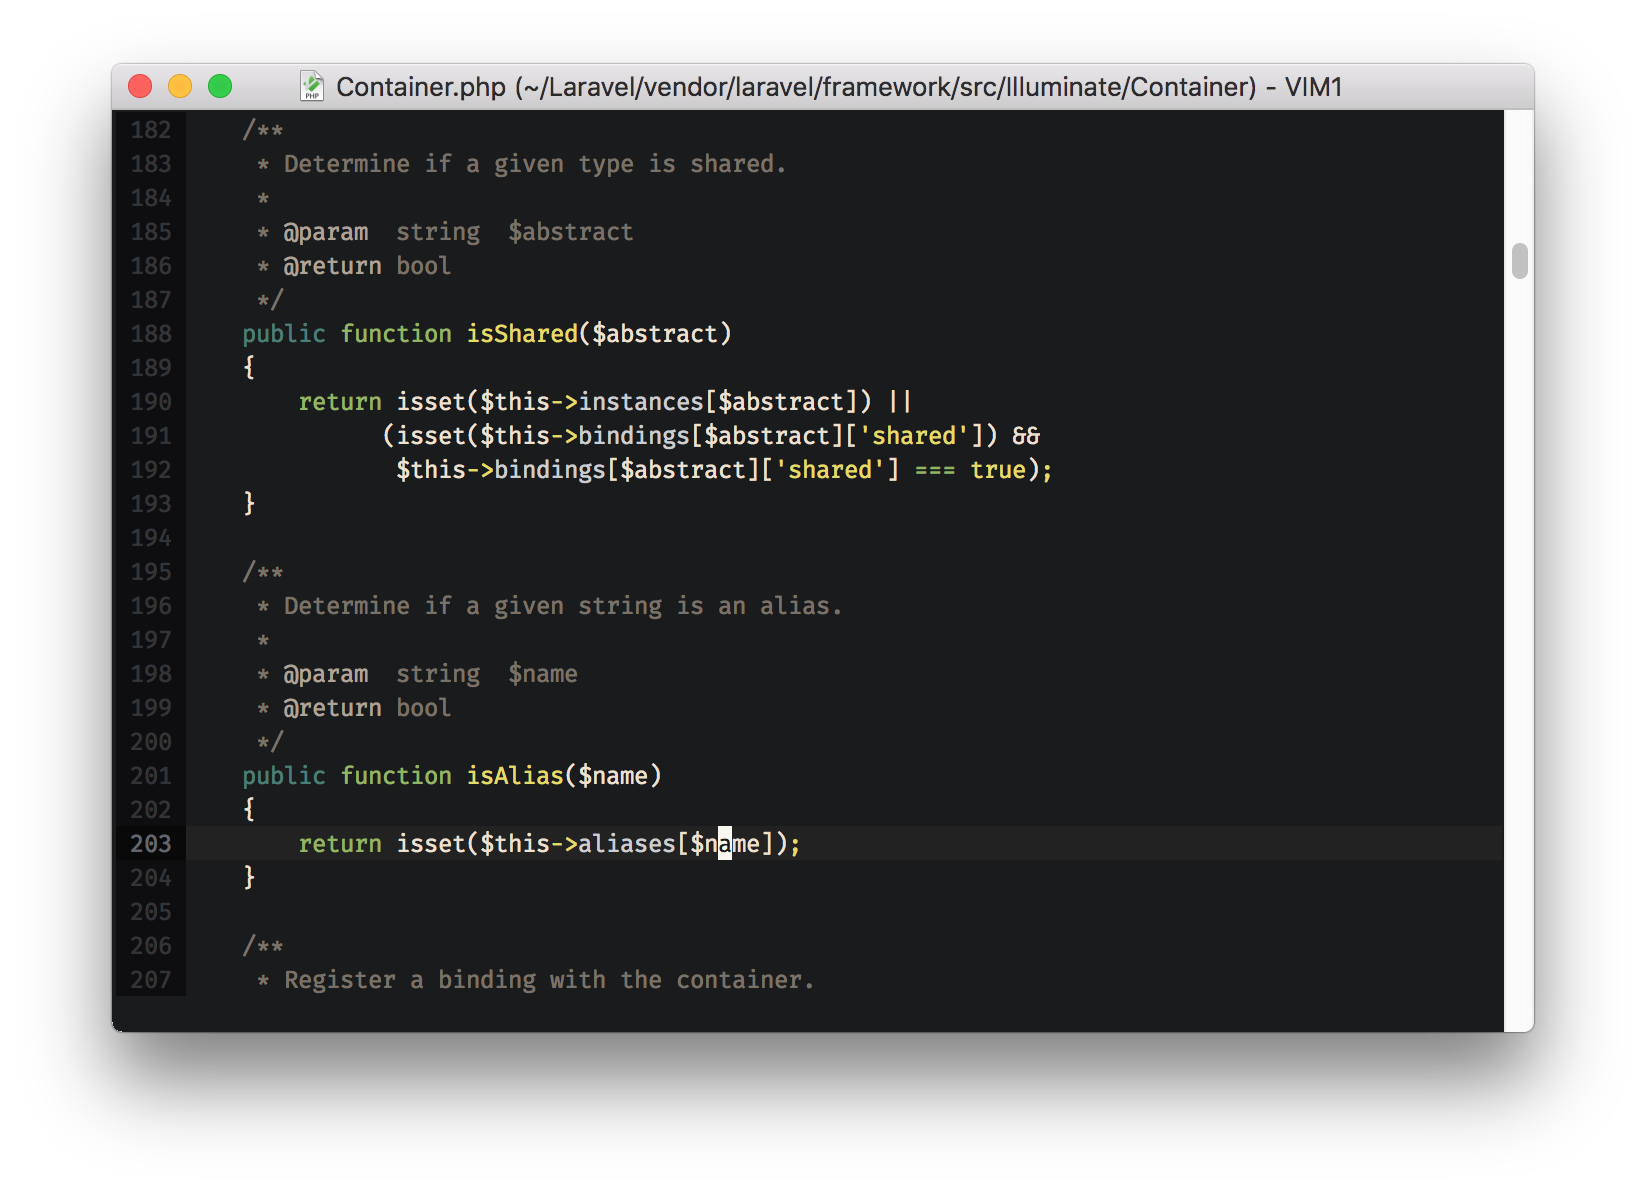 Container.php (~/Laravel/vendor/laravel/framework/src/Illuminate/Container) - VIM1
PHP
182     /**
183      * Determine if a given type is shared.
184      *
185      * @param  string  $abstract
186      * @return bool
187      */
188     public function isShared($abstract)
189     {
190         return isset($this->instances[$abstract]) ||
191               (isset($this->bindings[$abstract]['shared']) &&
192                $this->bindings[$abstract]['shared'] === true);
193     }
194
195     /**
196      * Determine if a given string is an alias.
197      *
198      * @param  string  $name
199      * @return bool
200      */
201     public function isAlias($name)
202     {
203         return isset($this->aliases[$name]);
204     }
205
206     /**
207      * Register a binding with the container.